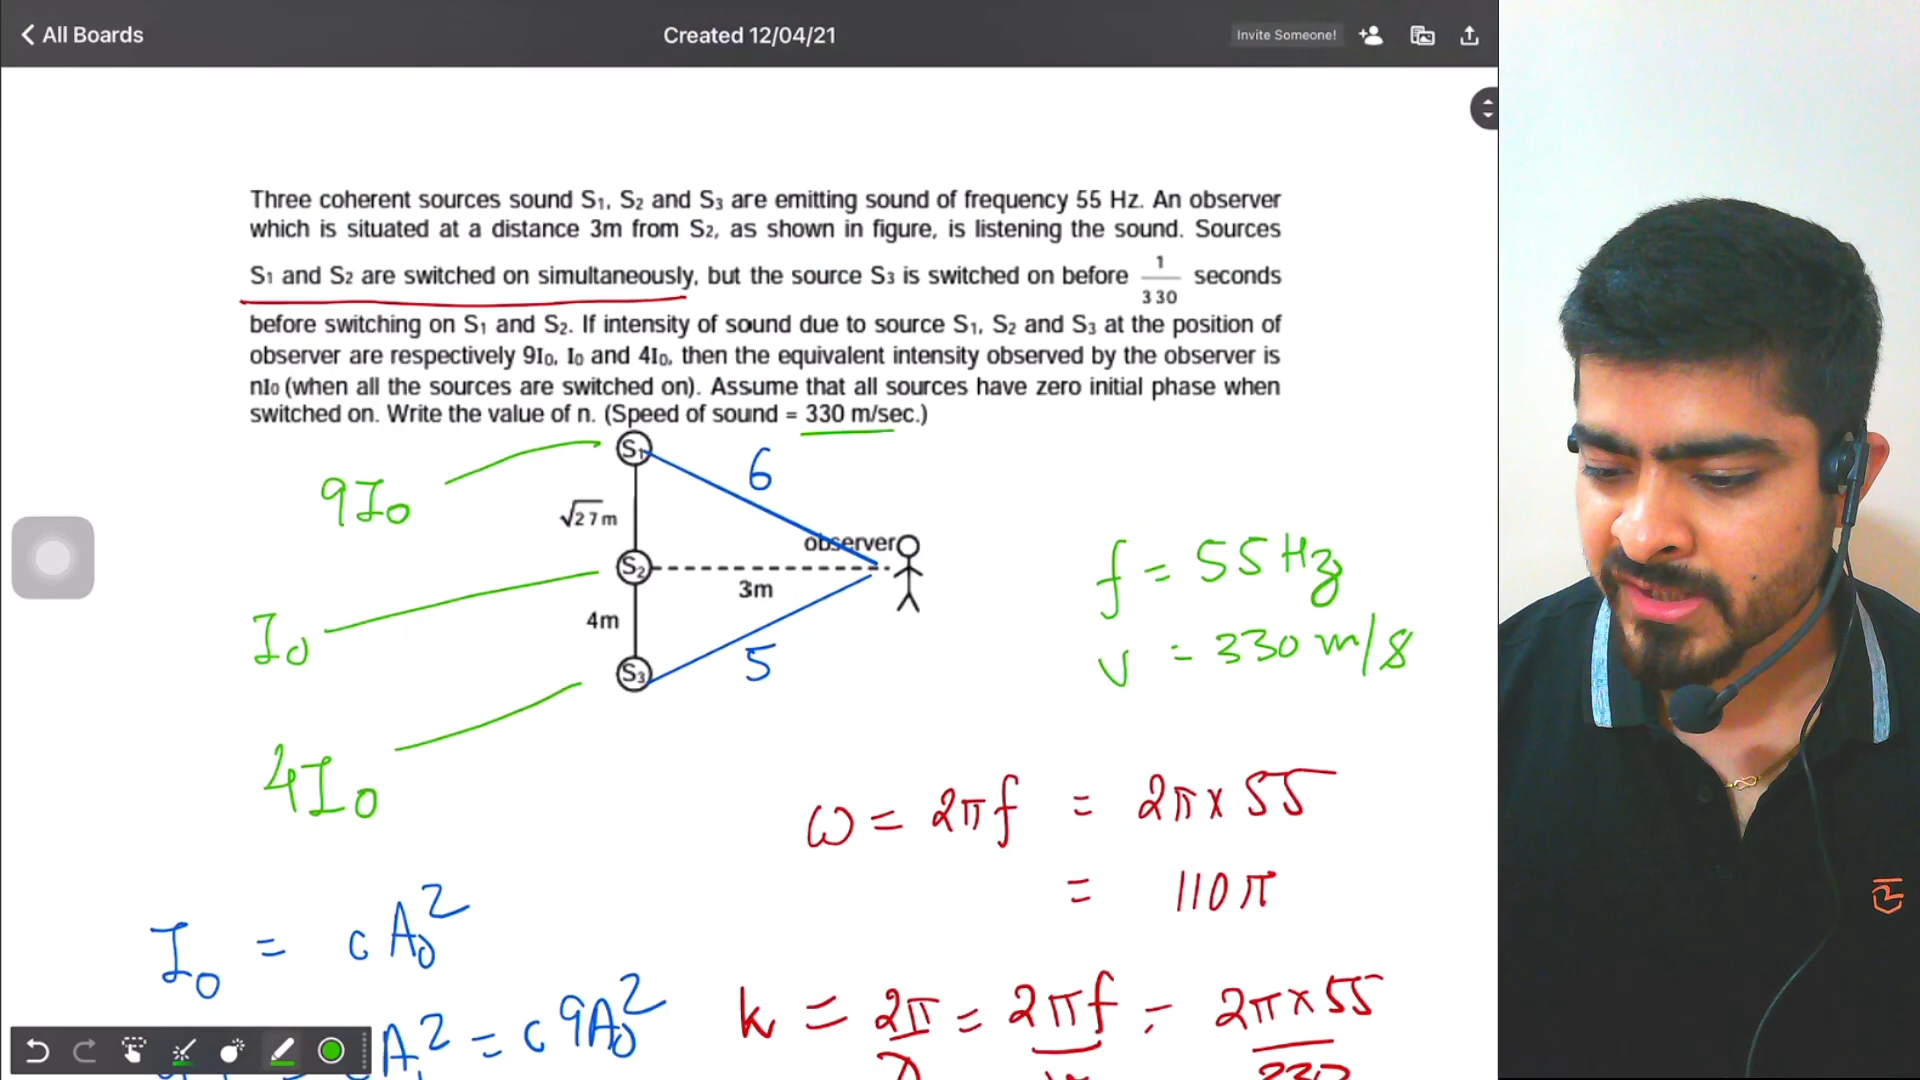 All Boards
Created 12/04/21
Invite Someone!
Three coherent sources sound S₁, S₂ and S₃ are emitting sound of frequency 55 Hz. An observer
which is situated at a distance 3m from S₂, as shown in figure, is listening the sound. Sources
S₁ and S₂ are switched on simultaneously, but the source S₃ is switched on before 1/330 seconds
before switching on S₁ and S₂. If intensity of sound due to source S₁, S₂ and S₃ at the position of
observer are respectively 9I₀, I₀ and 4I₀, then the equivalent intensity observed by the observer is
nI₀ (when all the sources are switched on). Assume that all sources have zero initial phase when
switched on. Write the value of n. (Speed of sound = 330 m/sec.)
S₁
6
9I₀
√27m
observer
f = 55 Hz
S₂
3m
4m
I₀
v = 330 m/s
5
S₃
4I₀
ω = 2πf = 2π × 55
= 110π
I₀ = cA₀²
k = 2π = 2πf = 2π×55
A² = c9A₀²
330